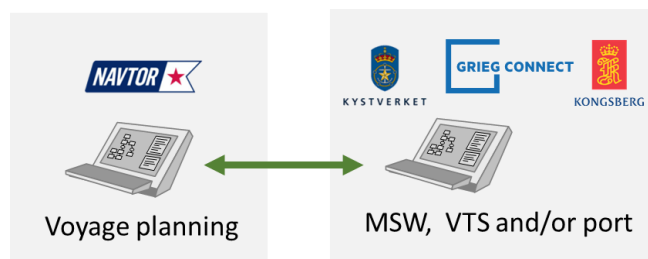 NAVTOR
Voyage planning
KYSTVERKET
GRIEG CONNECT
KONGSBERG
MSW, VTS and/or port